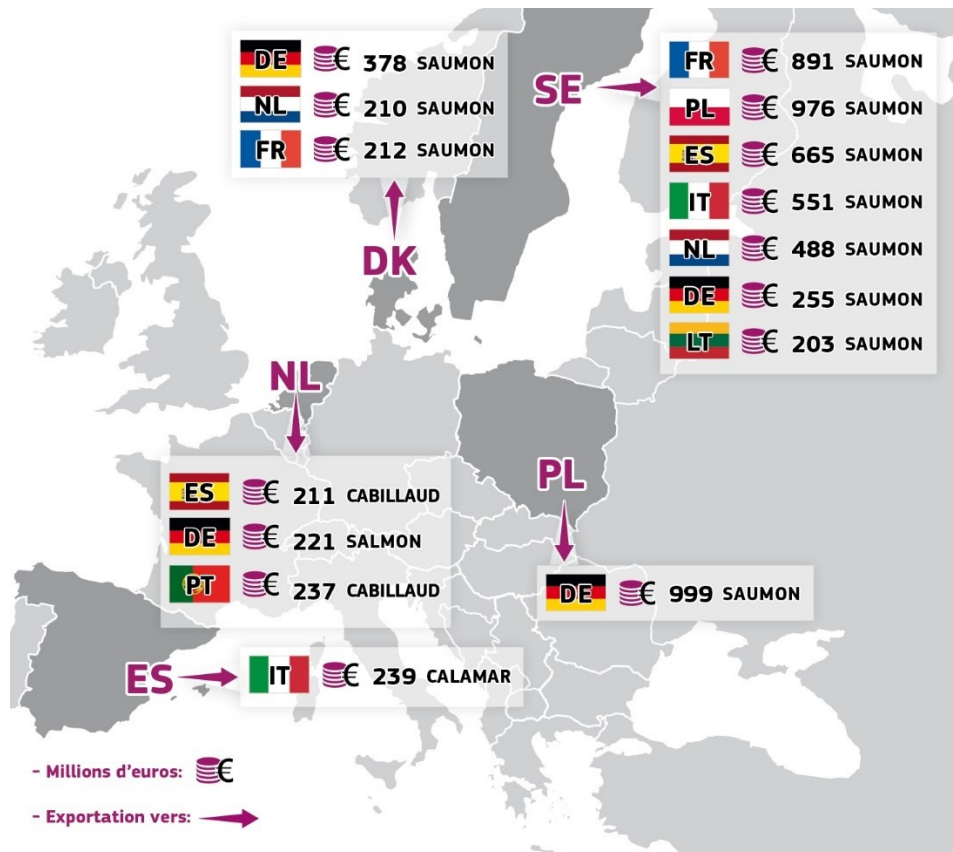 DE € 378 SAUMON
NL € 210 SAUMON
FR € 212 SAUMON
DK
SE
FR € 891 SAUMON
PL € 976 SAUMON
ES € 665 SAUMON
IT € 551 SAUMON
NL € 488 SAUMON
DE € 255 SAUMON
LT € 203 SAUMON
NL
ES € 211 CABILLAUD
DE € 221 SALMON
PT € 237 CABILLAUD
PL
DE € 999 SAUMON
ES
IT € 239 CALAMAR
- Millions d'euros: €
- Exportation vers: